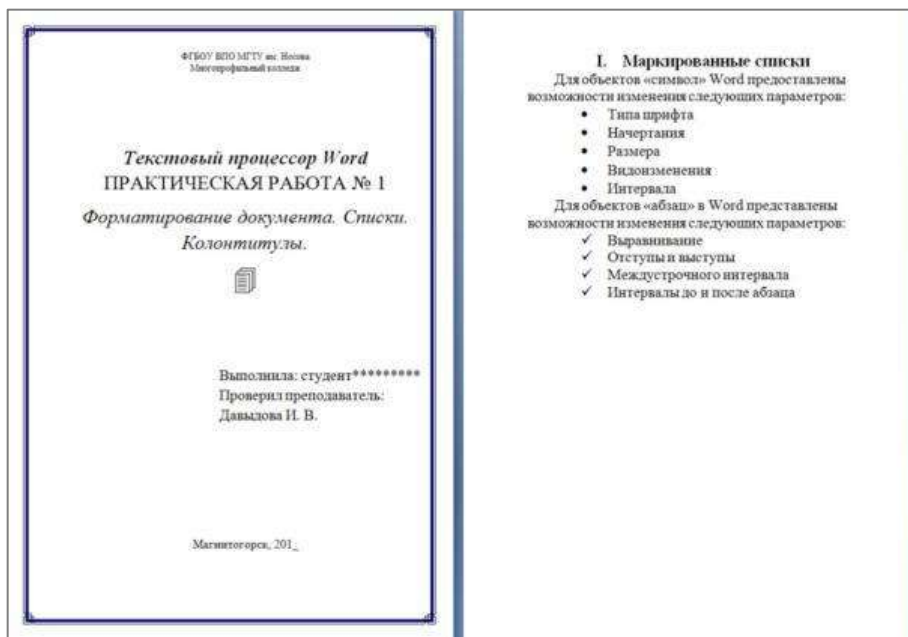 ФГБОУ ВПО МГТУ им. Носова
Многопрофильный колледж
Текстовый процессор Word
ПРАКТИЧЕСКАЯ РАБОТА № 1
Форматирование документа. Списки.
Колонтитулы.
Выполнила: студент*********
Проверил преподаватель:
Давыдова И. В.
Магнитогорск, 201_
I. Маркированные списки
Для объектов «символ» Word предоставлены
возможности изменения следующих параметров:
• Типа шрифта
• Начертания
• Размера
• Видоизменения
• Интервала
Для объектов «абзац» в Word представлены
возможности изменения следующих параметров:
✓ Выравнивание
✓ Отступы и выступы
✓ Междустрочного интервала
✓ Интервалы до и после абзаца